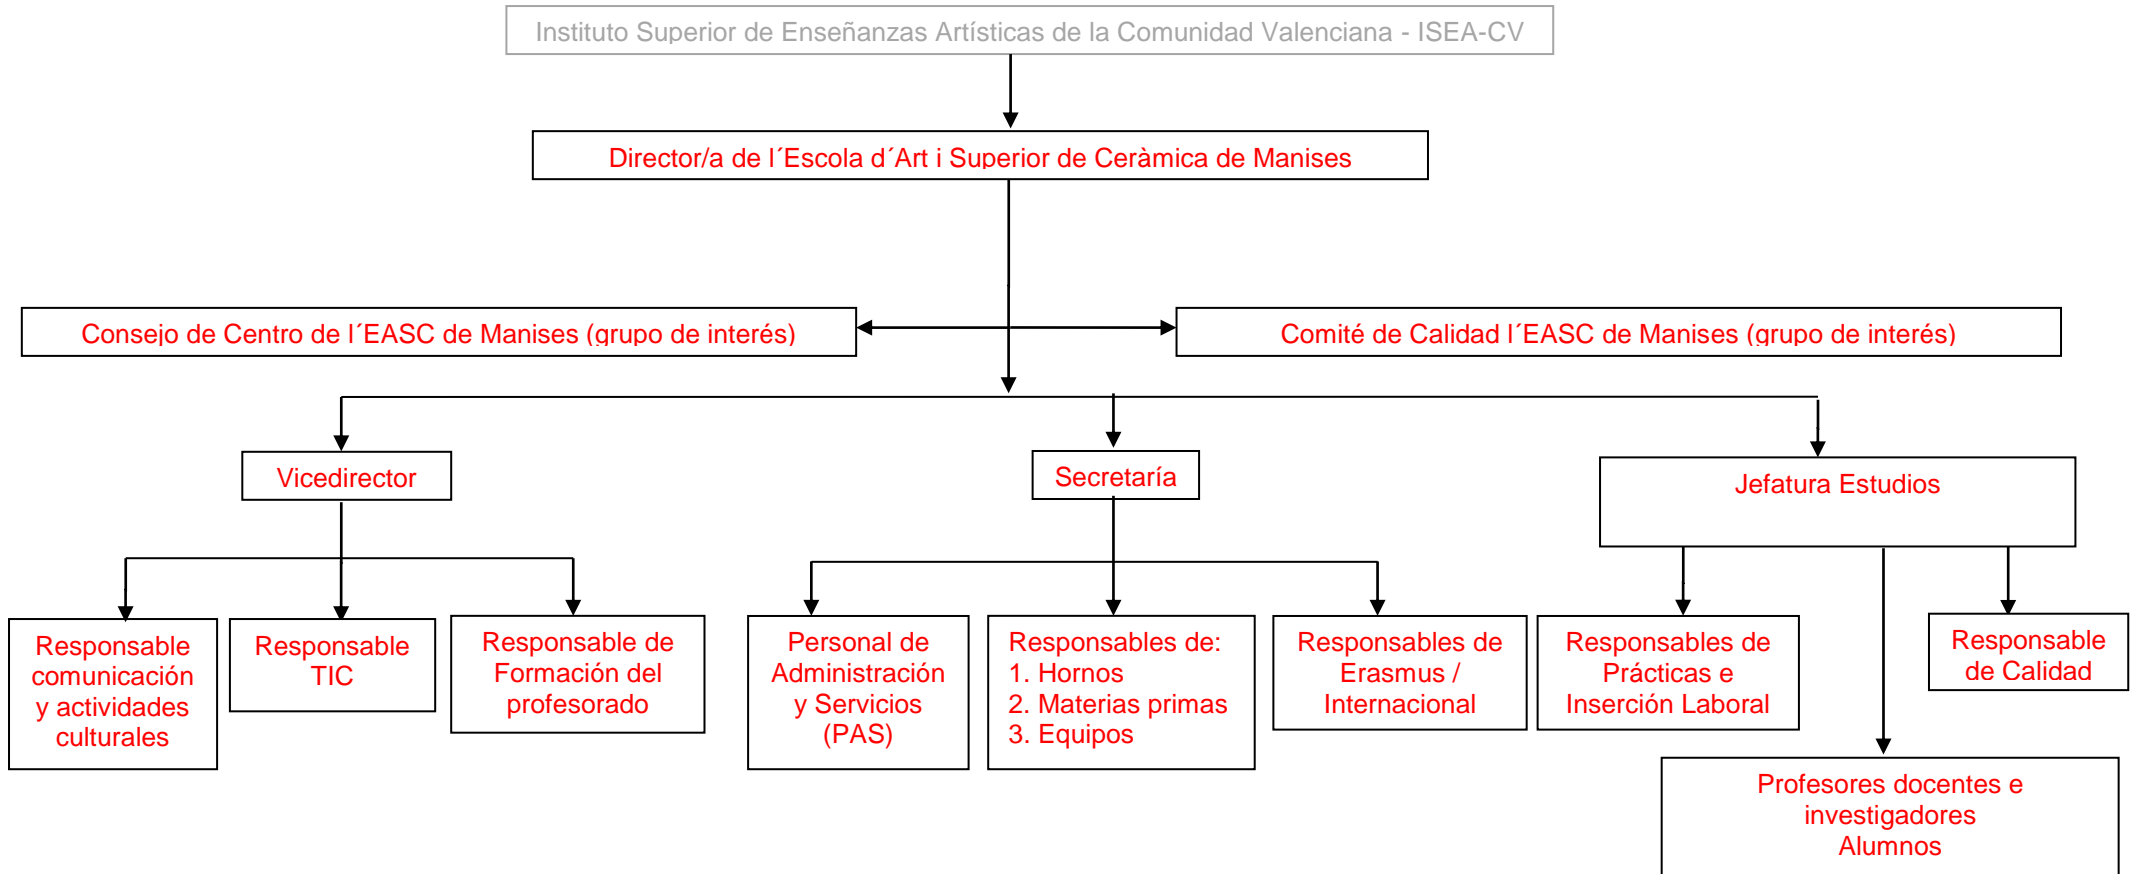 Instituto Superior de Enseñanzas Artísticas de la Comunidad Valenciana - ISEA-CV
Director/a de l´Escola d´Art i Superior de Ceràmica de Manises
Consejo de Centro de l´EASC de Manises (grupo de interés)
Comité de Calidad l´EASC de Manises (grupo de interés)
Vicedirector
Secretaría
Jefatura Estudios
Responsable
comunicación
y actividades
culturales
Responsable
TIC
Responsable de
Formación del
profesorado
Personal de
Administración
y Servicios
(PAS)
Responsables de:
1. Hornos
2. Materias primas
3. Equipos
Responsables de
Erasmus /
Internacional
Responsables de
Prácticas e
Inserción Laboral
Responsable
de Calidad
Profesores docentes e
investigadores
Alumnos